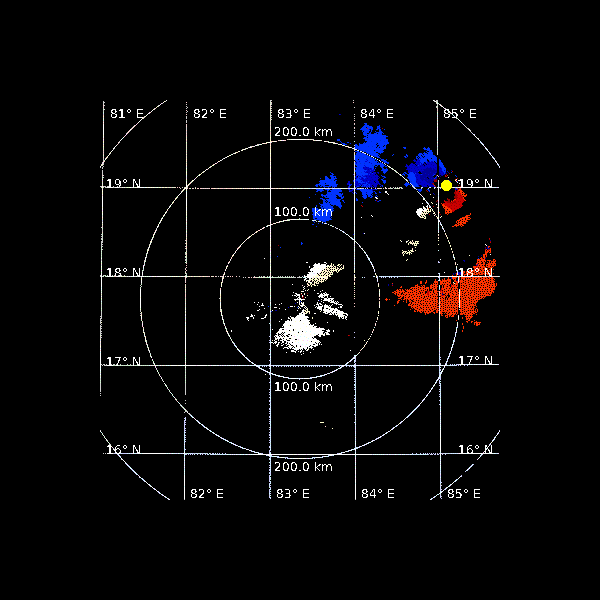 81° E 82° E 83° E 84° E 85° E
200.0 km
19° N 19° N
100.0 km
18° N 18° N
17° N 17° N
100.0 km
16° N 16° N
200.0 km
82° E 83° E 84° E 85° E